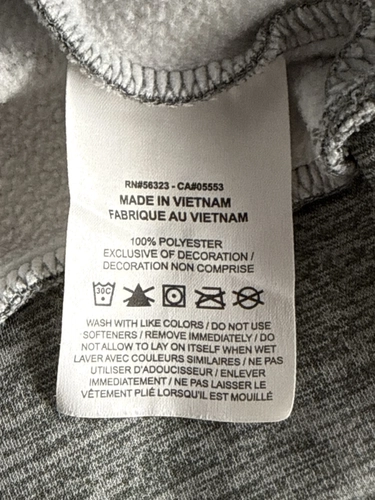 RN#56323 - CA#05553
MADE IN VIETNAM
FABRIQUE AU VIETNAM
100% POLYESTER
EXCLUSIVE OF DECORATION /
DECORATION NON COMPRISE
30C
WASH WITH LIKE COLORS / DO NOT USE
SOFTENERS / REMOVE IMMEDIATELY / DO
NOT ALLOW TO LAY ON ITSELF WHEN WET
LAVER AVEC COULEURS SIMILAIRES / NE PAS
UTILISER D'ADOUCISSEUR / ENLEVER
IMMEDIATEMENT / NE PAS LAISSER LE
VÊTEMENT PLIÉ LORSQU'IL EST MOUILLÉ